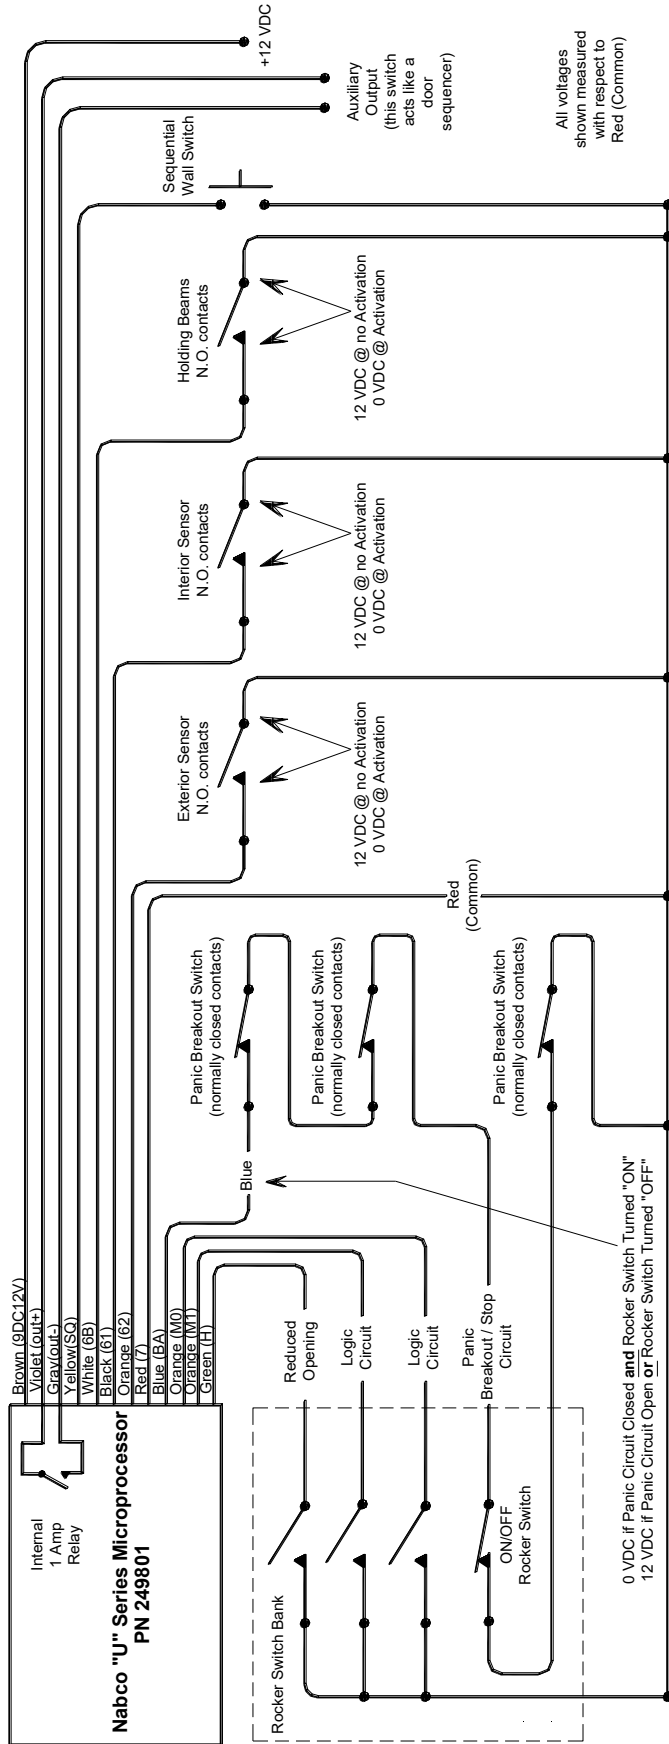 Nabco "U" Series Microprocessor
PN 249801
Internal
1 Amp
Relay
Brown (9DC12V)
Violet (out+)
Gray(out-)
Yellow(SQ)
White (6B)
Black (61)
Orange (62)
Red (7)
Blue (BA)
Orange (M0)
Orange (M1)
Green (H)
+12 VDC
Auxiliary
Output
(this switch
acts like a
door
sequencer)
All voltages
shown measured
with respect to
Red (Common)
Sequential
Wall Switch
Holding Beams
N.O. contacts
12 VDC @ no Activation
0 VDC @ Activation
Interior Sensor
N.O. contacts
12 VDC @ no Activation
0 VDC @ Activation
Exterior Sensor
N.O. contacts
12 VDC @ no Activation
0 VDC @ Activation
Red
(Common)
Panic Breakout Switch
(normally closed contacts)
Panic Breakout Switch
(normally closed contacts)
Panic Breakout Switch
(normally closed contacts)
Blue
Reduced
Opening
Logic
Circuit
Logic
Circuit
Panic
Breakout / Stop
Circuit
Rocker Switch Bank
ON/OFF
Rocker Switch
0 VDC if Panic Circuit Closed and Rocker Switch Turned "ON"
12 VDC if Panic Circuit Open or Rocker Switch Turned "OFF"